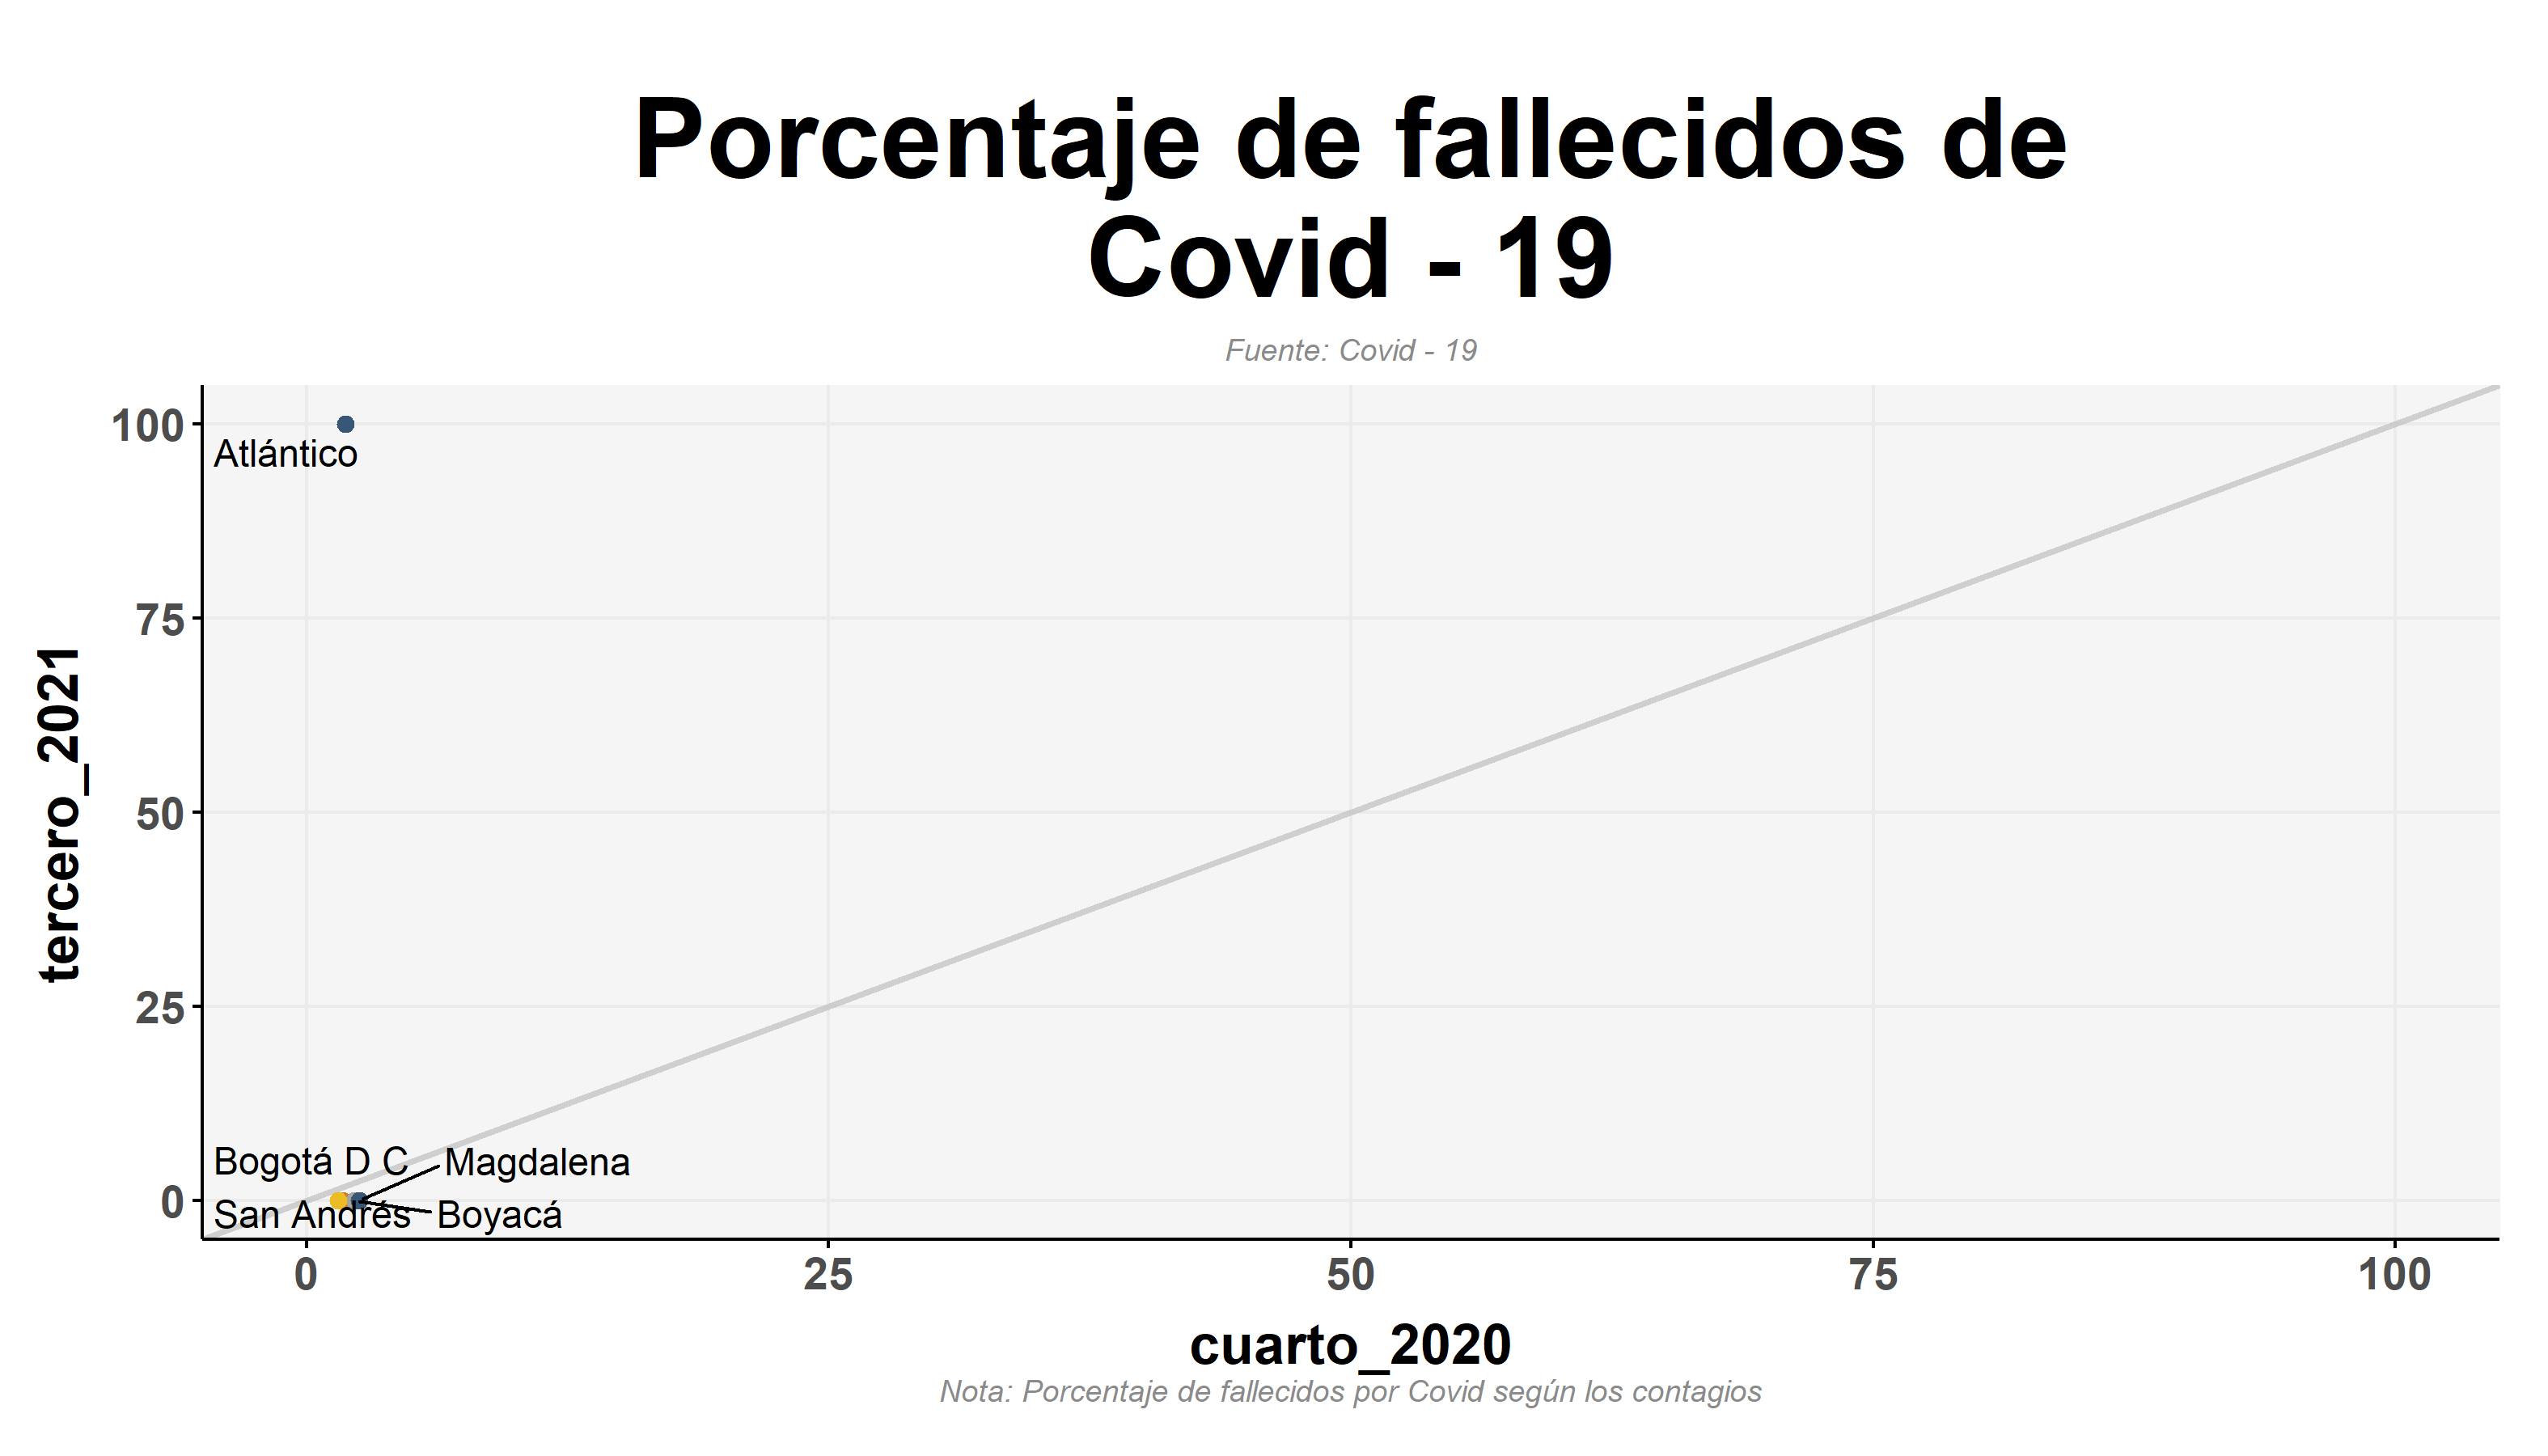 Porcentaje de fallecidos de
Covid - 19
Fuente: Covid - 19
100
Atlántico
75
tercero_2021
50
25
Bogotá D C
Magdalena
0
San Andrés
Boyacá
0 25 50 75 100
cuarto_2020
Nota: Porcentaje de fallecidos por Covid según los contagios